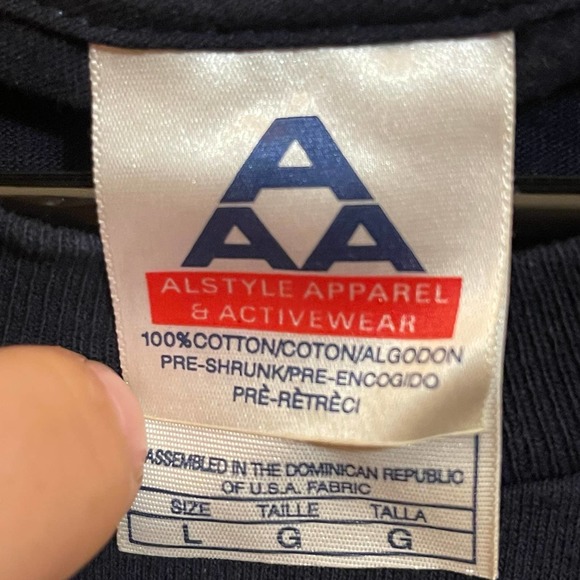 A
AA
ALSTYLE APPAREL
& ACTIVEWEAR
100%COTTON/COTON/ALGODON
PRE-SHRUNK/PRE-ENCOGIDO
PRÈ-RÈTRÈCI
ASSEMBLED IN THE DOMINICAN REPUBLIC
OF U.S.A. FABRIC
SIZE TAILLE TALLA
L G G